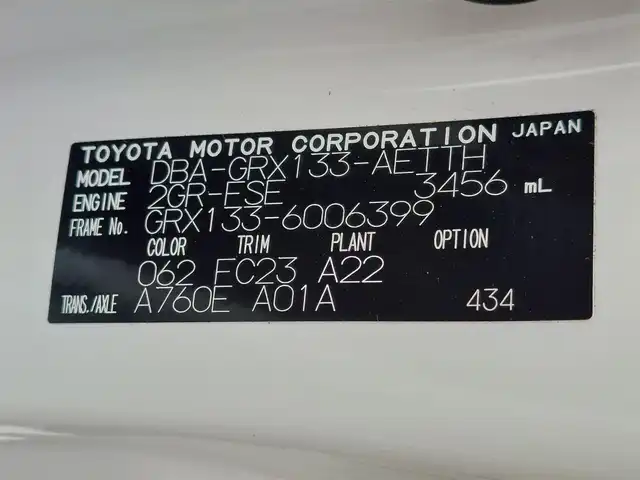 TOYOTA MOTOR CORPORATION JAPAN
MODEL DBA-GRX133-AETTH
ENGINE 2GR-FSE 3456 mL
FRAME No. GRX133-6006399
COLOR TRIM PLANT OPTION
062 FC23 A22
TRANS./AXLE A760E A01A 434